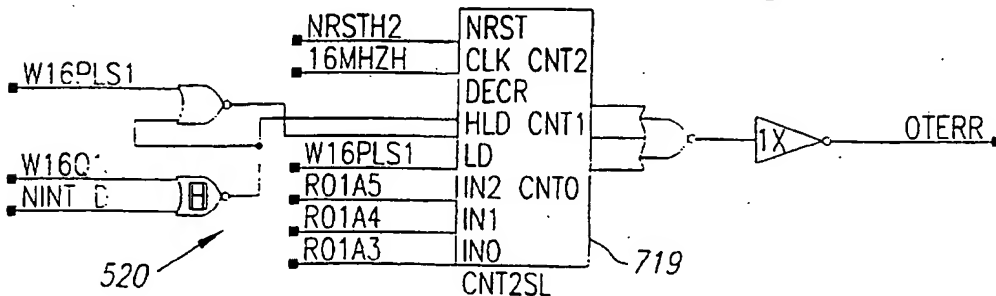 NRSTH2
16MHZH
W16PLS1
W16Q1
W16PLS1
R01A5
R01A4
R01A3
NRST
CLK CNT2
DECR
HLD CNT1
LD
IN2 CNT0
IN1
IN0
CNT2SL
1X
OTERR
520
719